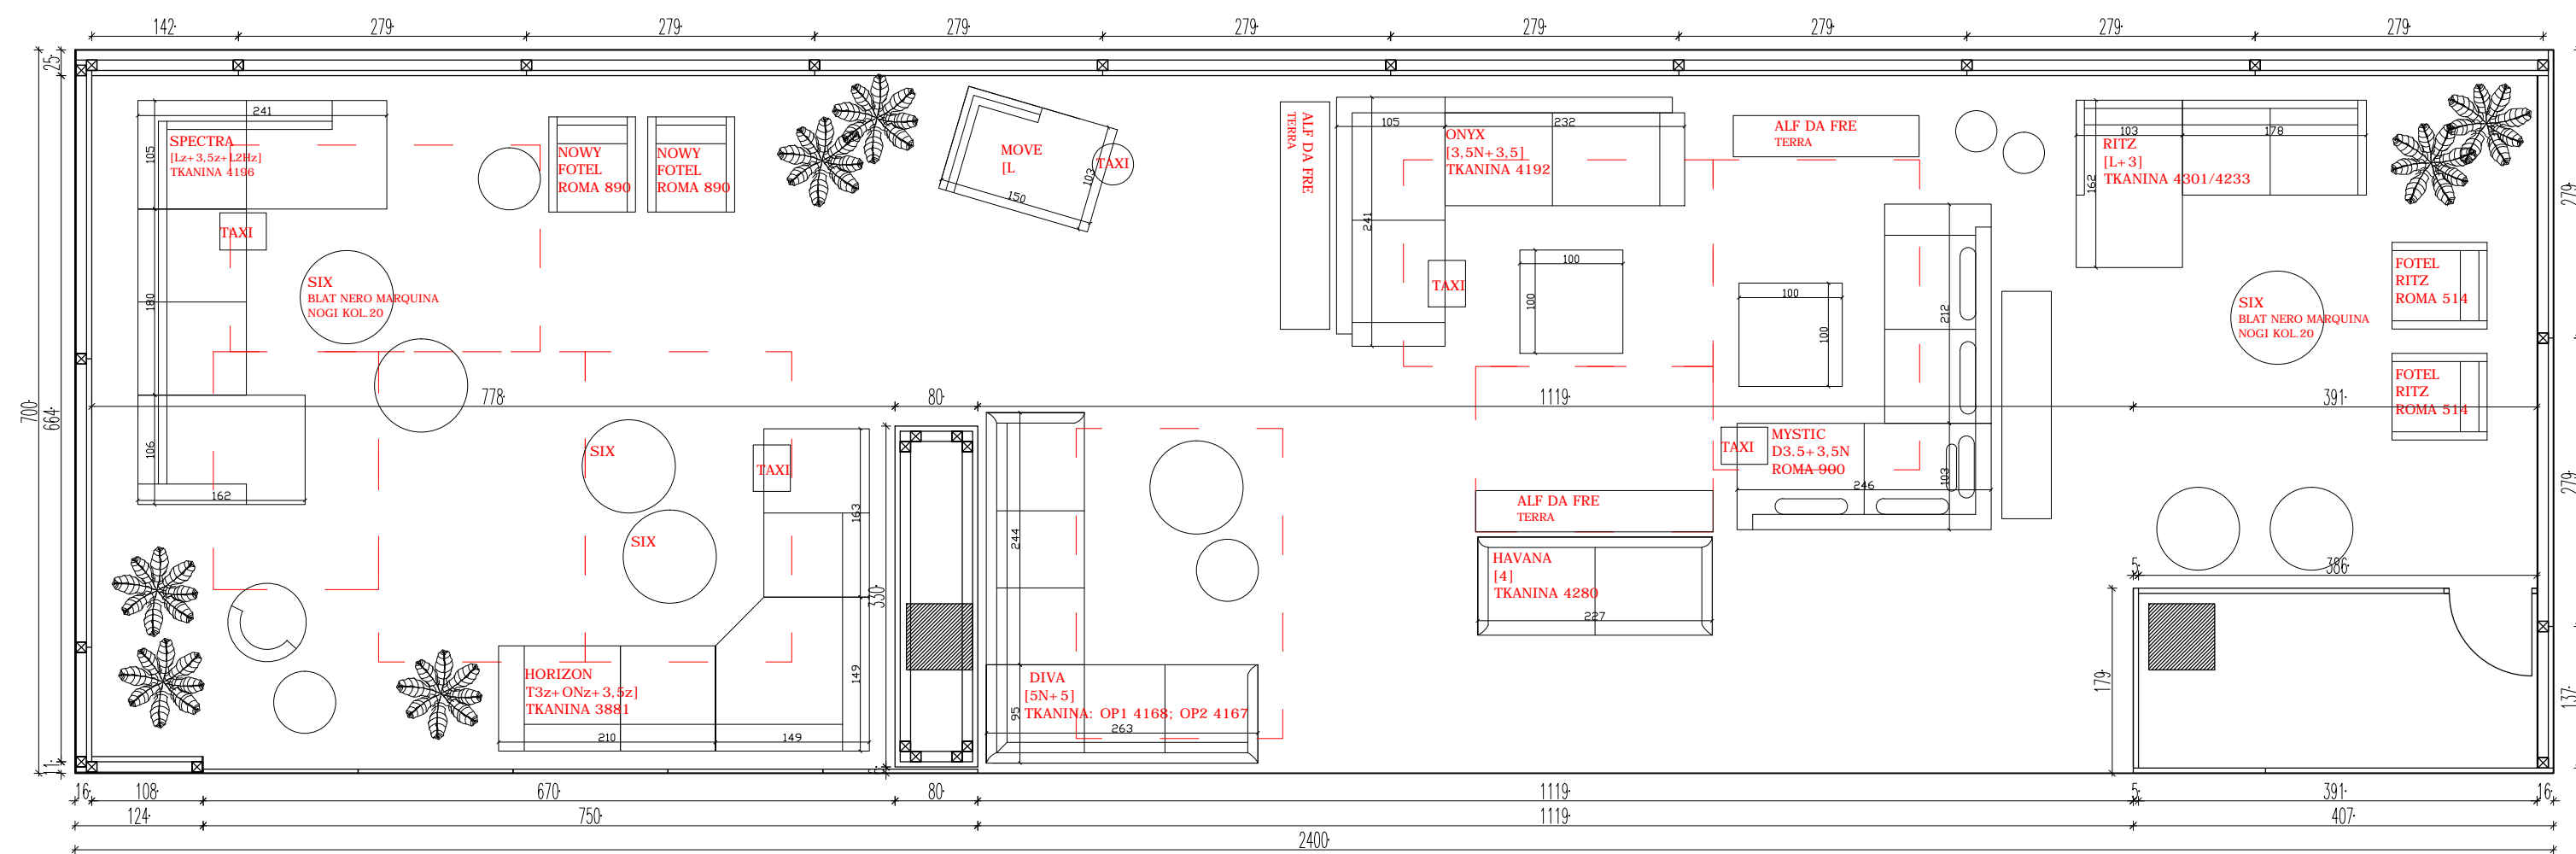 142
279
279
279
279
279
279
279
279
25
700
664
11
241
105
SPECTRA
[Lz+3,5z+L2Hz]
TKANINA 4196
TAXI
180
106
162
SIX
BLAT NERO MARQUINA
NOGI KOL.20
NOWY
FOTEL
ROMA 890
NOWY
FOTEL
ROMA 890
MOVE
[L
TAXI
103
150
ALF DA FRE
TERRA
105
232
241
ONYX
[3,5N+3,5]
TKANINA 4192
TAXI
100
100
ALF DA FRE
TERRA
100
100
212
103
178
162
RITZ
[L+3]
TKANINA 4301/4233
FOTEL
RITZ
ROMA 514
FOTEL
RITZ
ROMA 514
SIX
BLAT NERO MARQUINA
NOGI KOL.20
279
279
137
778
80
1119
391
SIX
SIX
TAXI
163
149
HORIZON
T3z+ONz+3,5z]
TKANINA 3881
210
149
330
244
95
DIVA
[5N+5]
TKANINA: OP1 4168; OP2 4167
263
TAXI
MYSTIC
D3.5+3,5N
ROMA 900
246
103
ALF DA FRE
TERRA
HAVANA
[4]
TKANINA 4280
227
5
386
179
16
108
670
80
1119
5
391
16
124
750
1119
407
2400